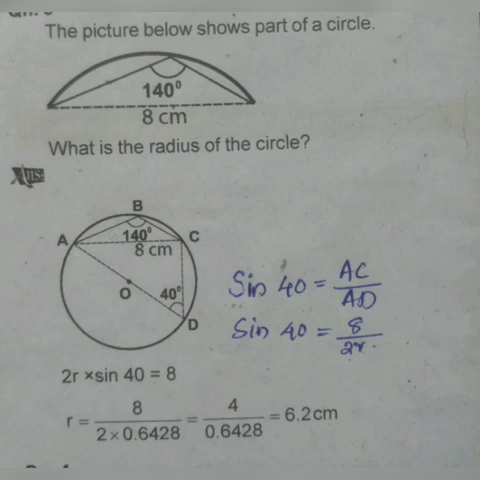 The picture below shows part of a circle.
140°
8 cm
What is the radius of the circle?
Ans:
B
A
140°
C
8 cm
O
40°
D
Sin 40 = AC/AD
Sin 40 = 8/2r.
2r × sin 40 = 8
r = 8/(2 × 0.6428) = 4/0.6428 = 6.2 cm